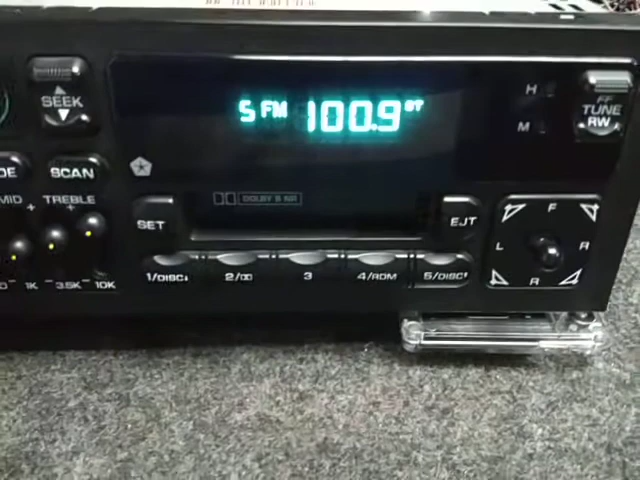 SEEK
5 FM 100.9 ST
H
M
FF
TUNE
RW
SCAN
MID
TREBLE
DOLBY B NR
SET
EJT
F
L
R
R
1K
3.5K
10K
1/DISC
2/
3
4/RDM
5/DISC